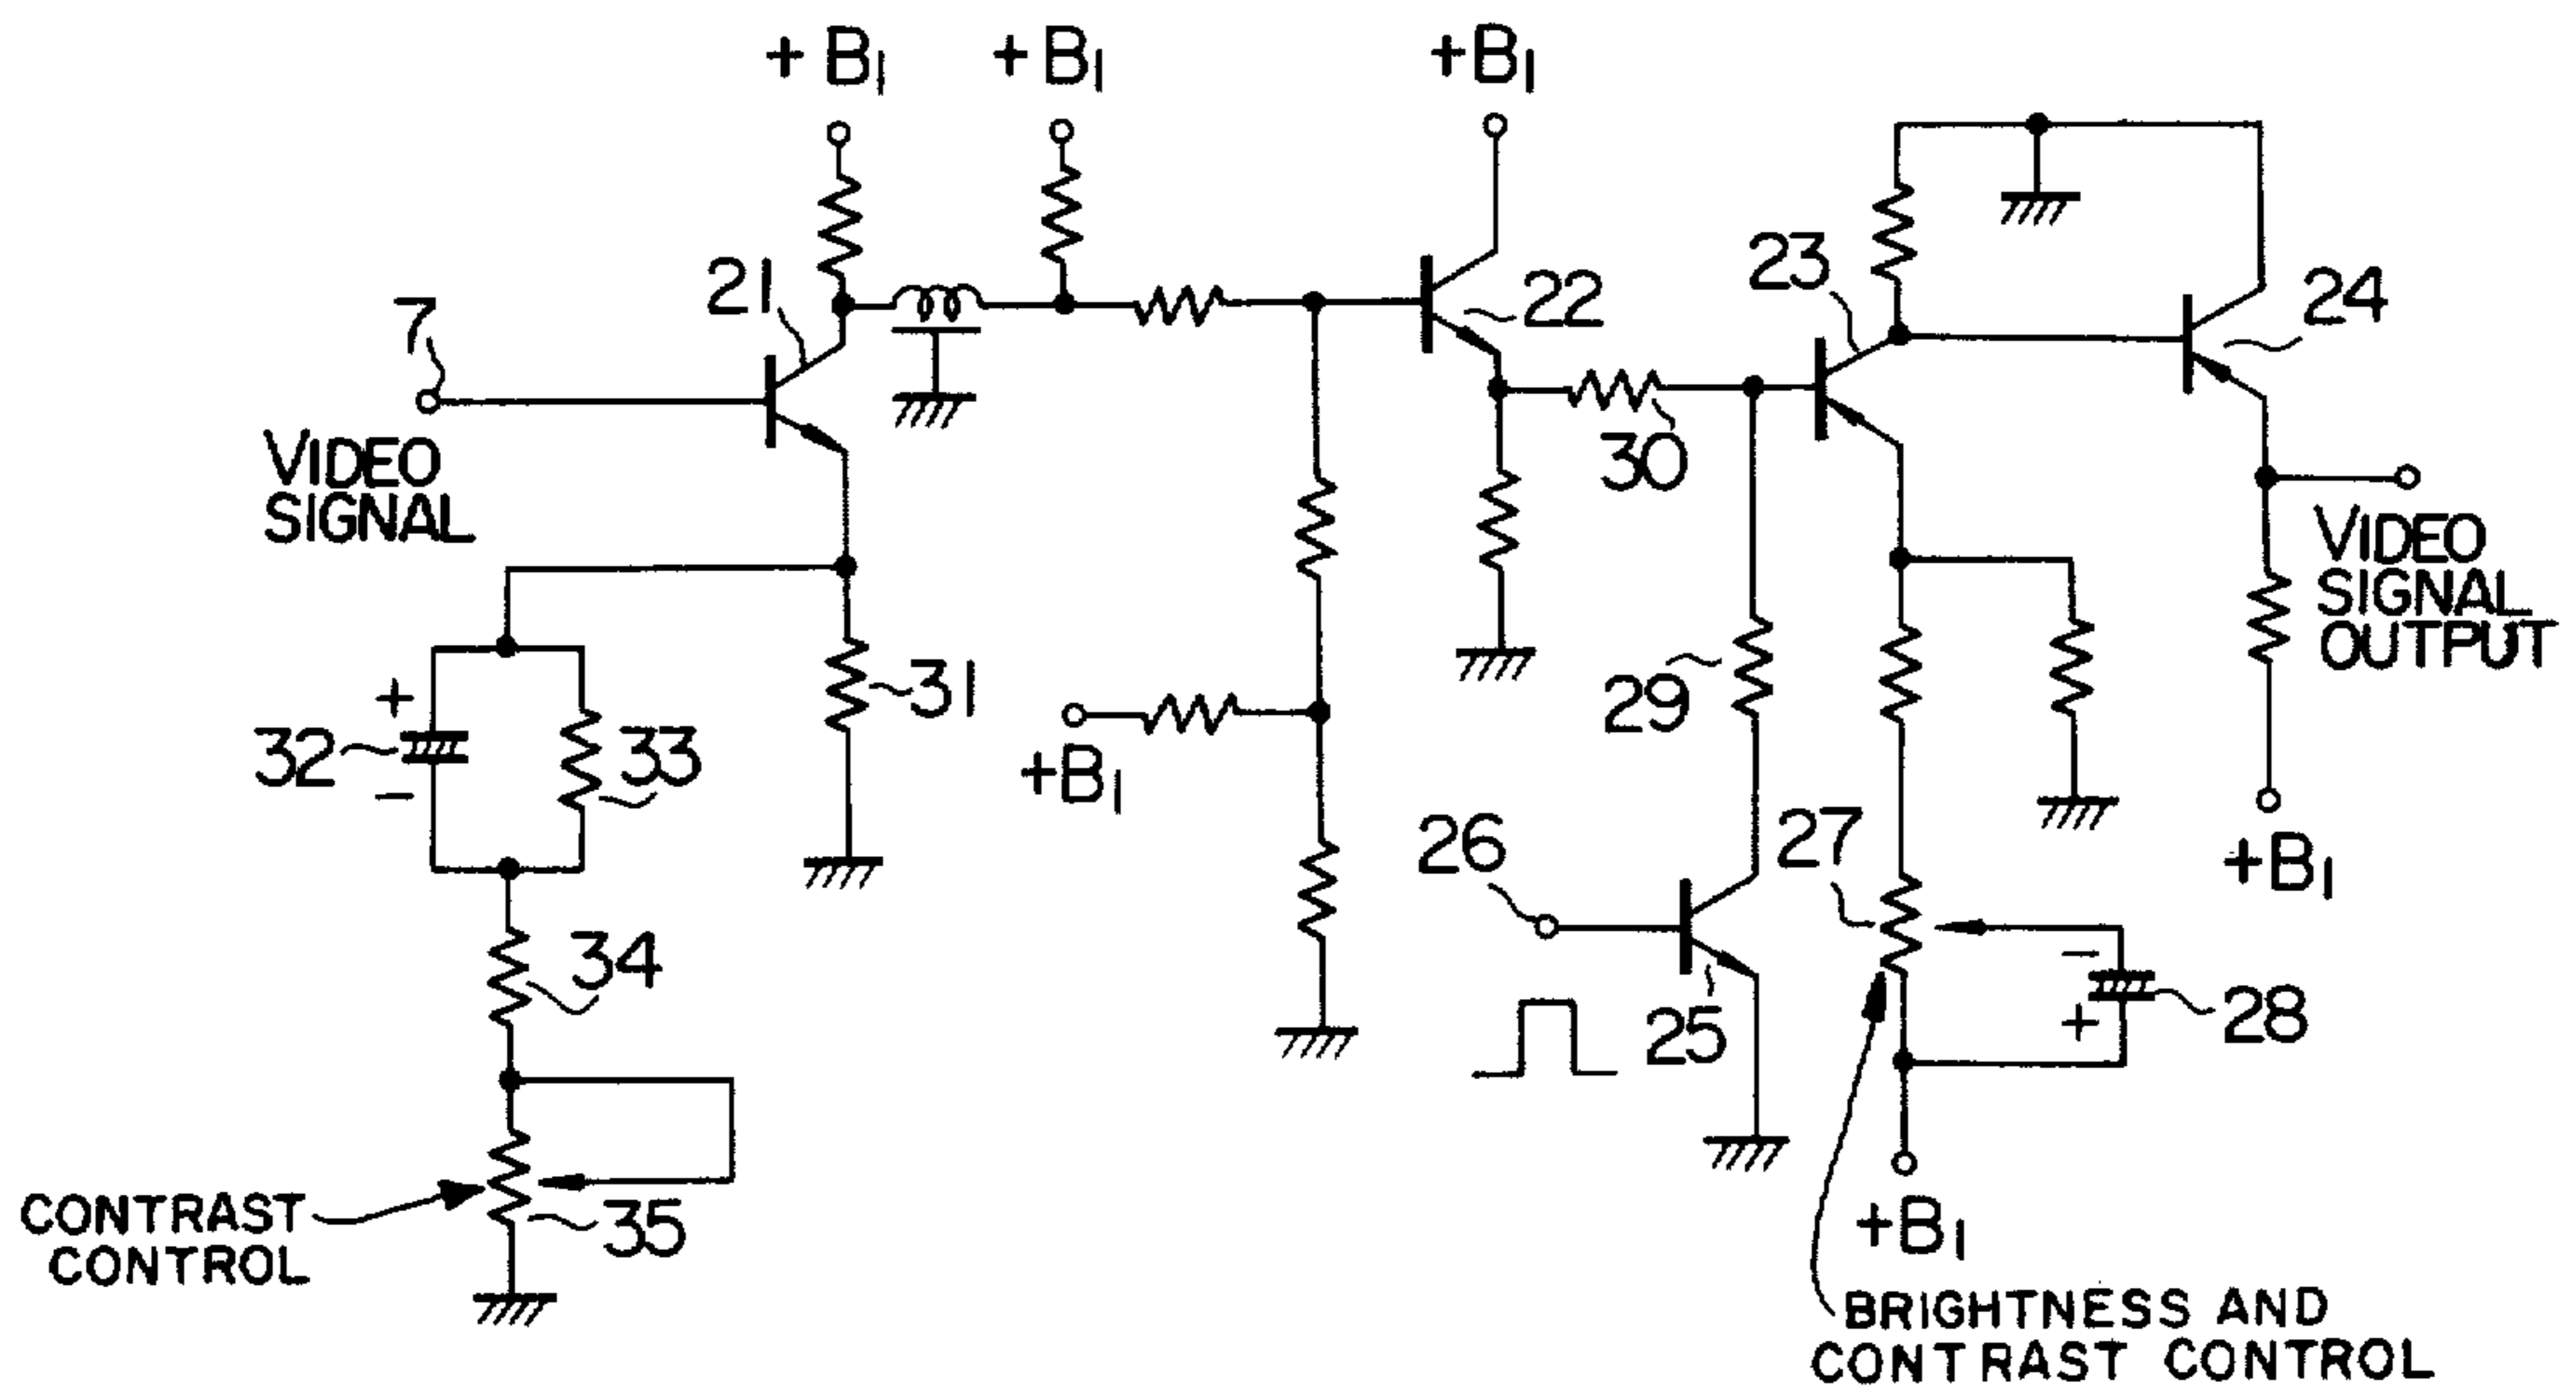 +B1
+B1
+B1
21
22
23
24
7
VIDEO
SIGNAL
30
VIDEO
SIGNAL
OUTPUT
31
+
32
-
33
29
+B1
26
27
+B1
34
25
-
+
28
35
CONTRAST
CONTROL
+B1
BRIGHTNESS AND
CONTRAST CONTROL